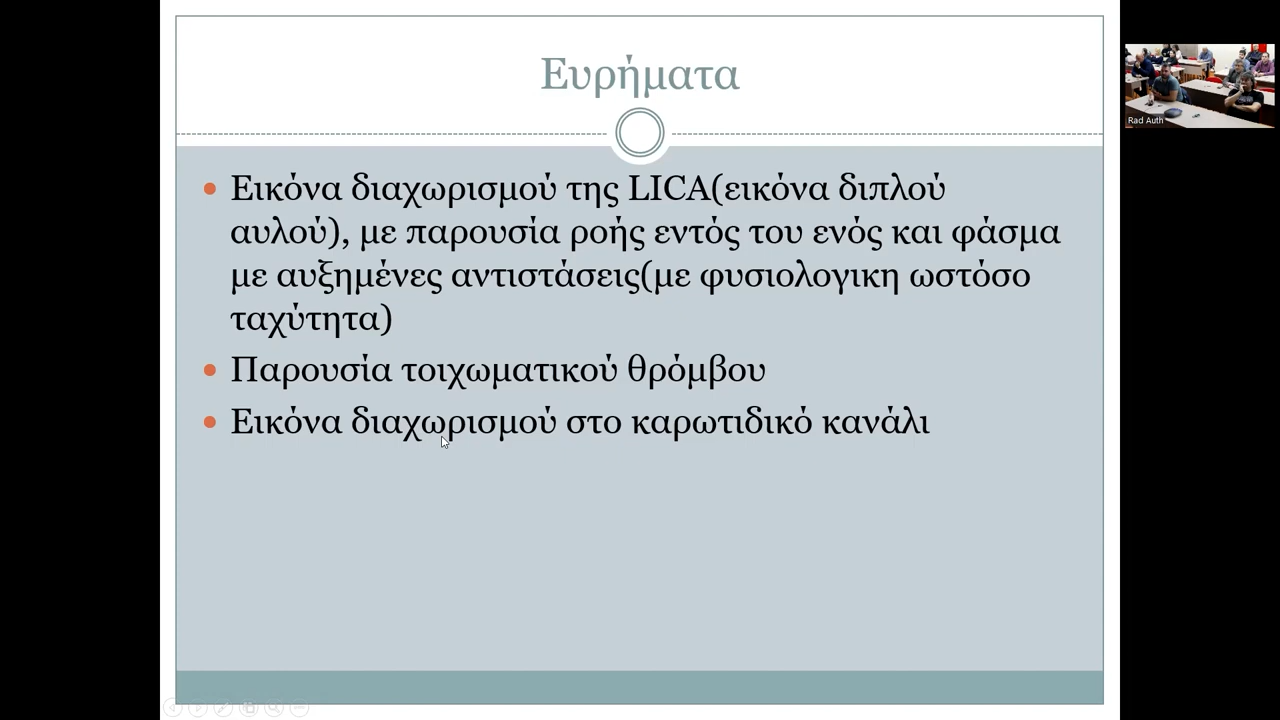 Ευρήματα
Εικόνα διαχωρισμού της LICA(εικόνα διπλού
αυλού), με παρουσία ροής εντός του ενός και φάσμα
με αυξημένες αντιστάσεις(με φυσιολογικη ωστόσο
ταχύτητα)
Παρουσία τοιχωματικού θρόμβου
Εικόνα διαχωρισμού στο καρωτιδικό κανάλι
Rad Auth